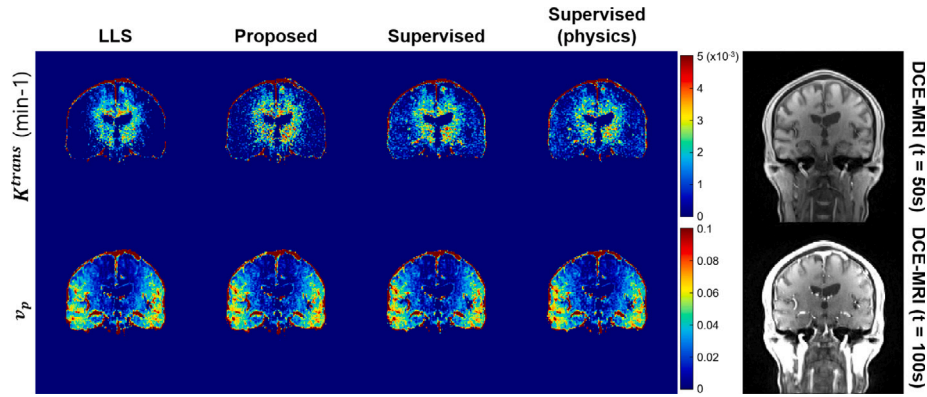 LLS
Proposed
Supervised
Supervised
(physics)
K^trans (min-1)
5 (x10-3)
4
3
2
1
0
DCE-MRI (t = 50s)
v_p
0.1
0.08
0.06
0.04
0.02
0
DCE-MRI (t = 100s)